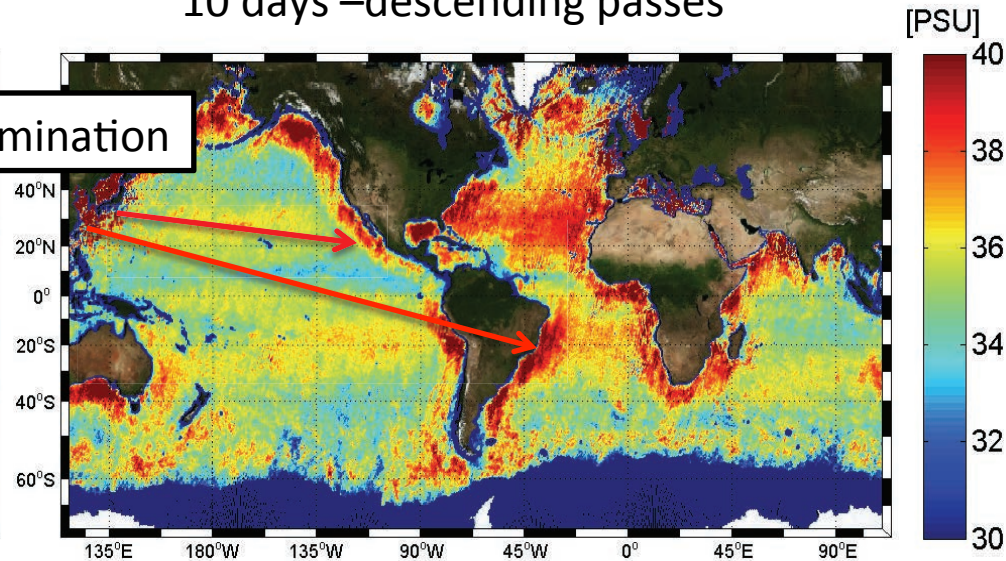 10 days –descending passes
[PSU]
mination
40
38
36
34
32
30
40°N
20°N
0°
20°S
40°S
60°S
135°E 180°W 135°W 90°W 45°W 0° 45°E 90°E